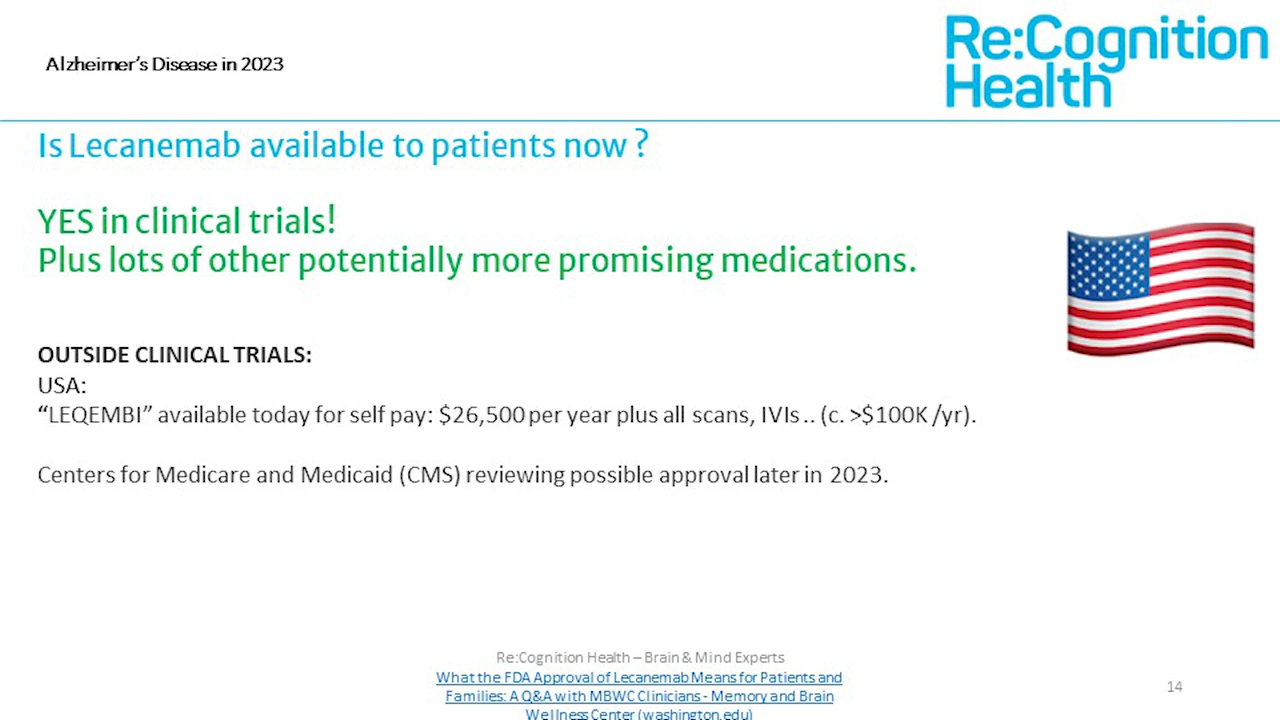 Alzheimer's Disease in 2023
Re:Cognition
Health
Is Lecanemab available to patients now ?
YES in clinical trials!
Plus lots of other potentially more promising medications.
OUTSIDE CLINICAL TRIALS:
USA:
“LEQEMBI” available today for self pay: $26,500 per year plus all scans, IVIs .. (c. >$100K /yr).
Centers for Medicare and Medicaid (CMS) reviewing possible approval later in 2023.
Re:Cognition Health – Brain & Mind Experts
What the FDA Approval of Lecanemab Means for Patients and
Families: A Q&A with MBWC Clinicians - Memory and Brain
Wellness Center (washington.edu)
14